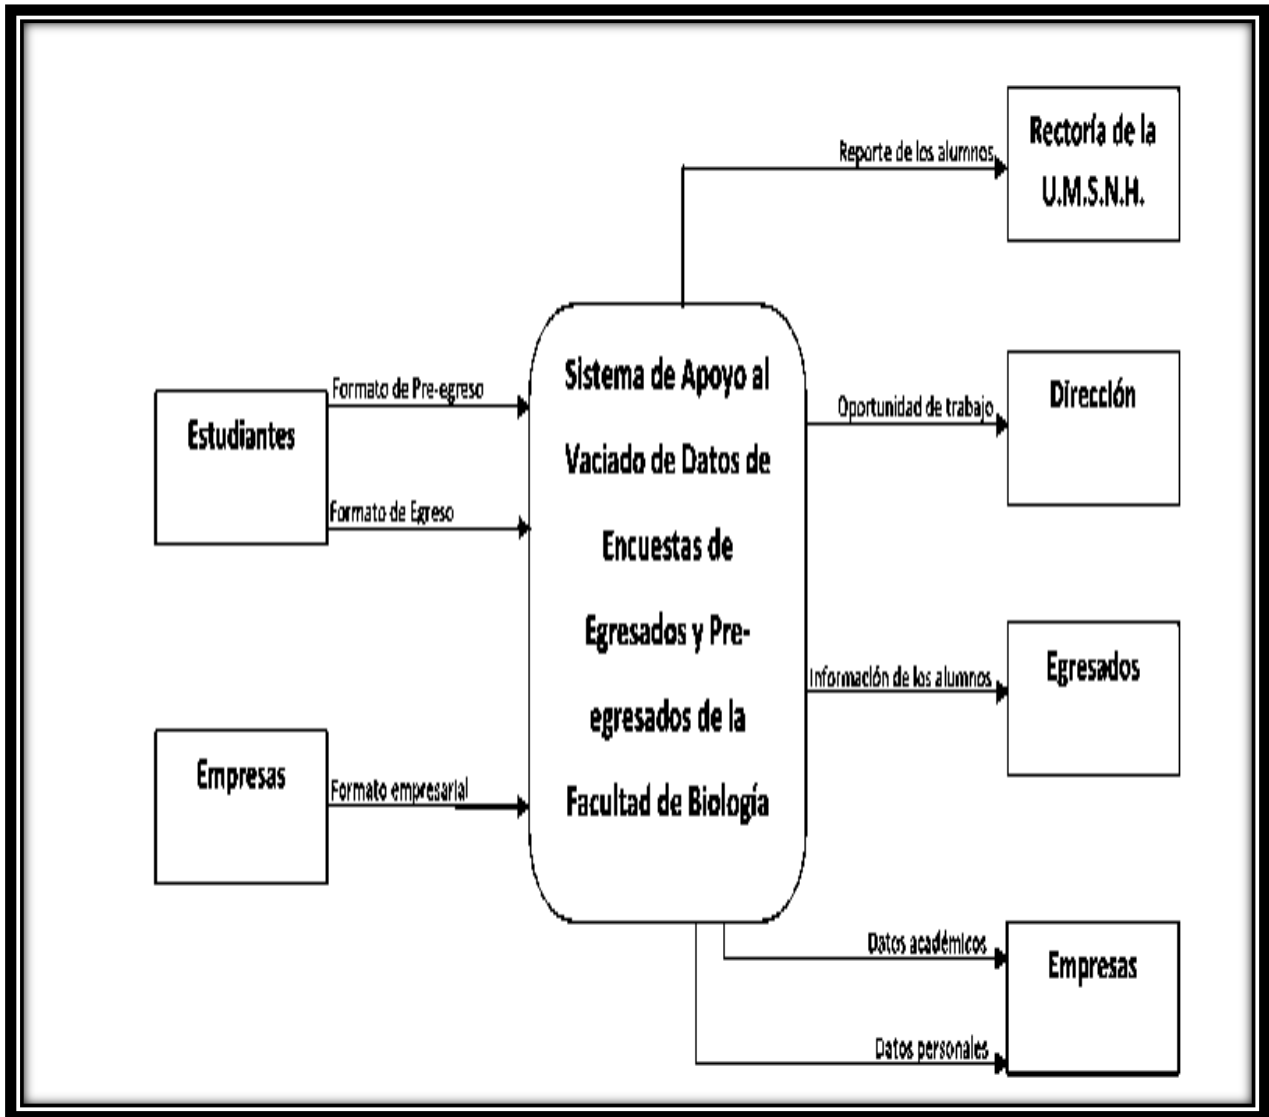 Reporte de los alumnos
Rectoría de la
U.M.S.N.H.
Estudiantes
Formato de Pre-egreso
Formato de Egreso
Empresas
Formato empresarial
Sistema de Apoyo al
Vaciado de Datos de
Encuestas de
Egresados y Pre-
egresados de la
Facultad de Biología
Oportunidad de trabajo
Dirección
Información de los alumnos
Egresados
Datos académicos
Datos personales
Empresas